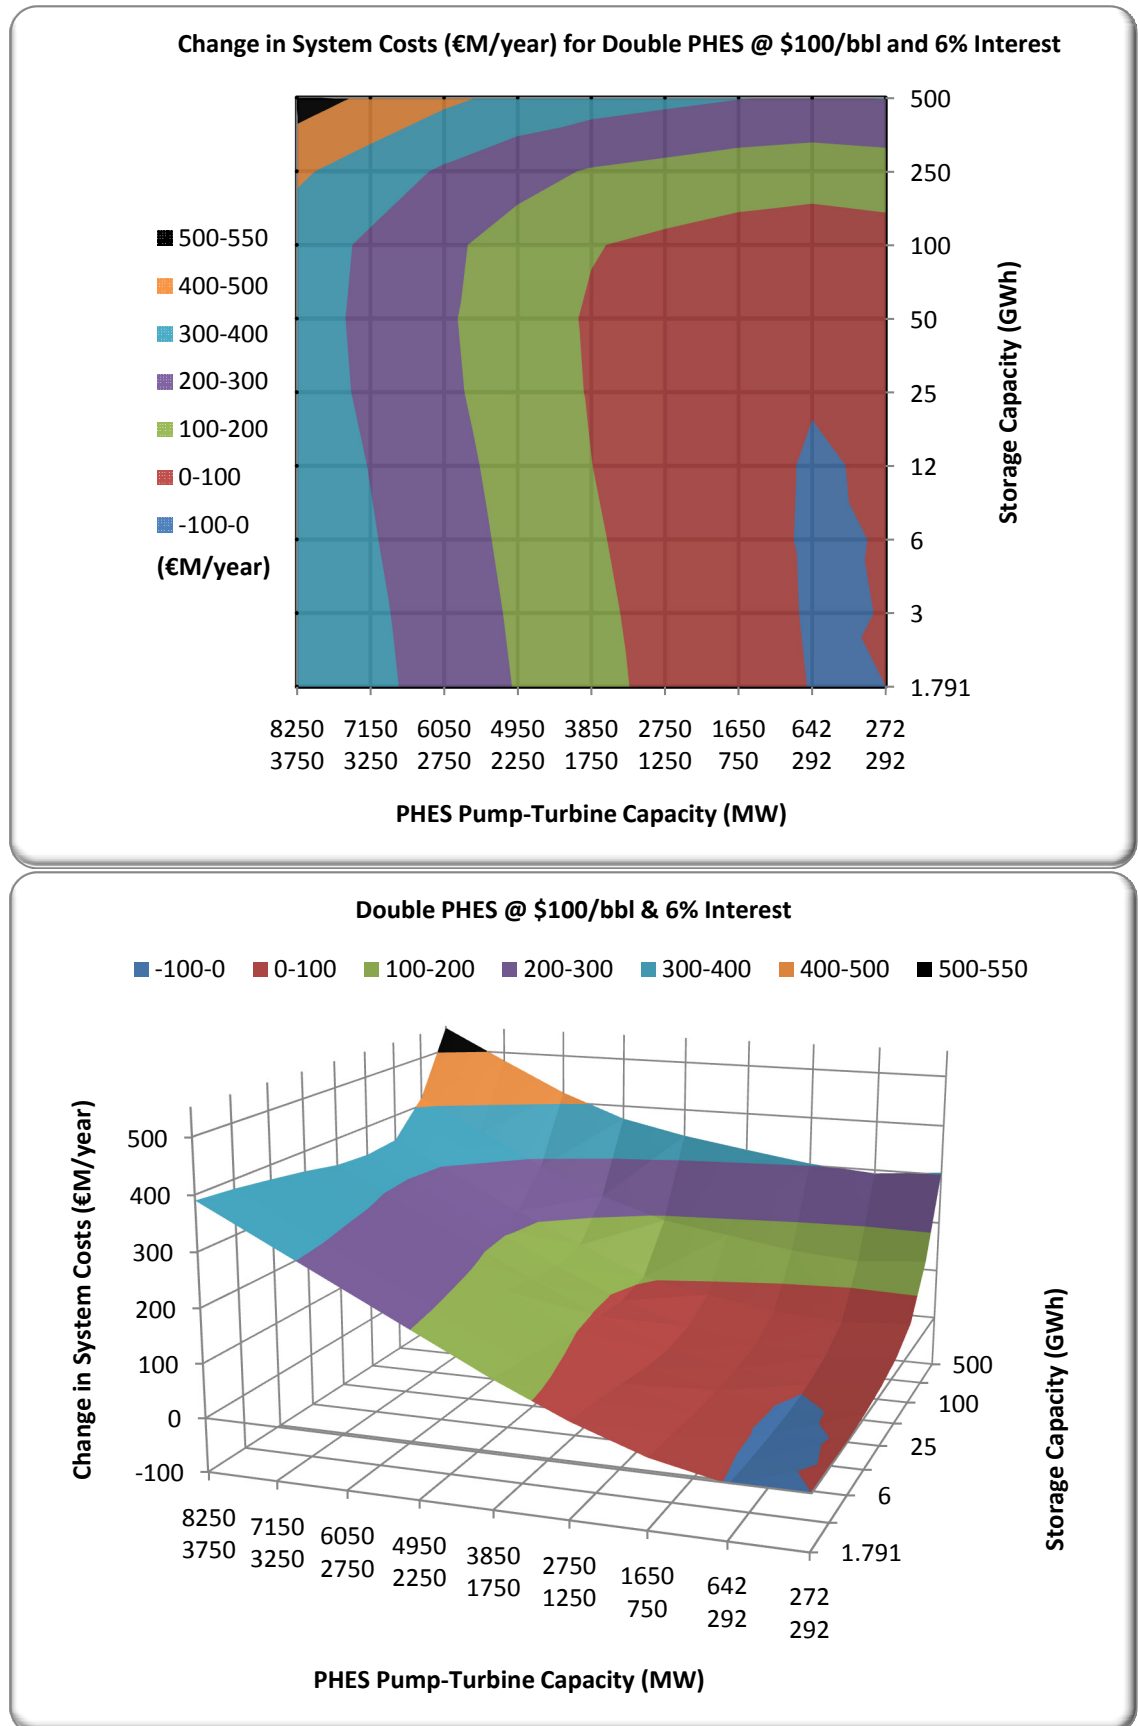 Change in System Costs (€M/year) for Double PHES @ $100/bbl and 6% Interest
500
250
100
50
25
12
6
3
1.791
Storage Capacity (GWh)
500-550
400-500
300-400
200-300
100-200
0-100
-100-0
(€M/year)
8250 7150 6050 4950 3850 2750 1650 642 272
3750 3250 2750 2250 1750 1250 750 292 292
PHES Pump-Turbine Capacity (MW)
Double PHES @ $100/bbl & 6% Interest
-100-0 0-100 100-200 200-300 300-400 400-500 500-550
Change in System Costs (€M/year)
500
400
300
200
100
0
-100
500
100
25
6
1.791
Storage Capacity (GWh)
8250 7150 6050 4950 3850 2750 1650 642 272
3750 3250 2750 2250 1750 1250 750 292 292
PHES Pump-Turbine Capacity (MW)